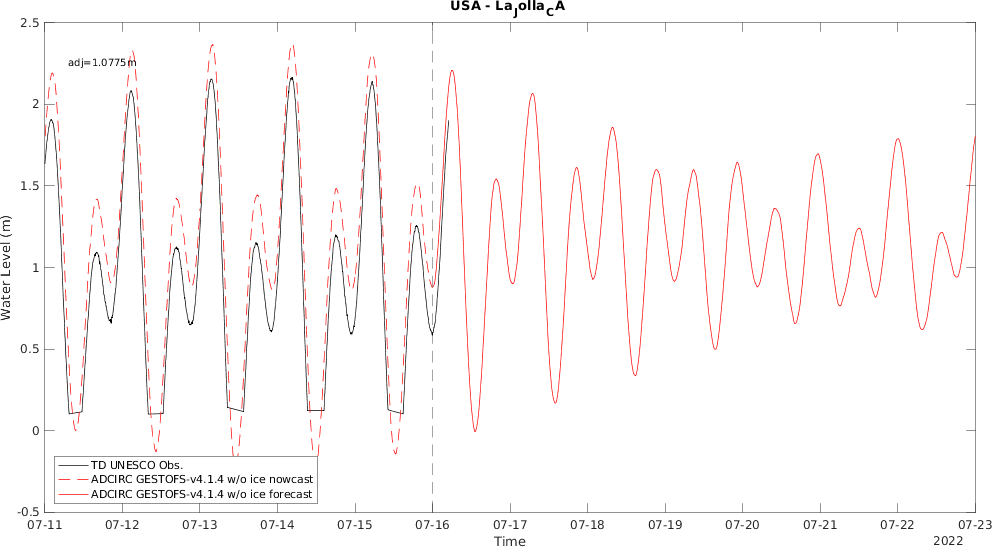 USA - LaJollaCA
adj=1.0775m
2.5
2
1.5
1
0.5
0
-0.5
Water Level (m)
TD UNESCO Obs.
ADCIRC GESTOFS-v4.1.4 w/o ice nowcast
ADCIRC GESTOFS-v4.1.4 w/o ice forecast
07-11 07-12 07-13 07-14 07-15 07-16 07-17 07-18 07-19 07-20 07-21 07-22 07-23
Time
2022